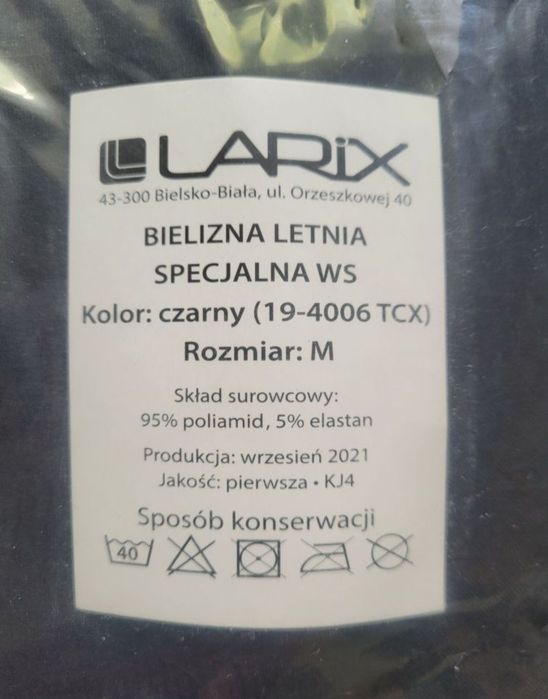 LARiX
43-300 Bielsko-Biała, ul. Orzeszkowej 40
BIELIZNA LETNIA
SPECJALNA WS
Kolor: czarny (19-4006 TCX)
Rozmiar: M
Skład surowcowy:
95% poliamid, 5% elastan
Produkcja: wrzesień 2021
Jakość: pierwsza • KJ4
Sposób konserwacji
40